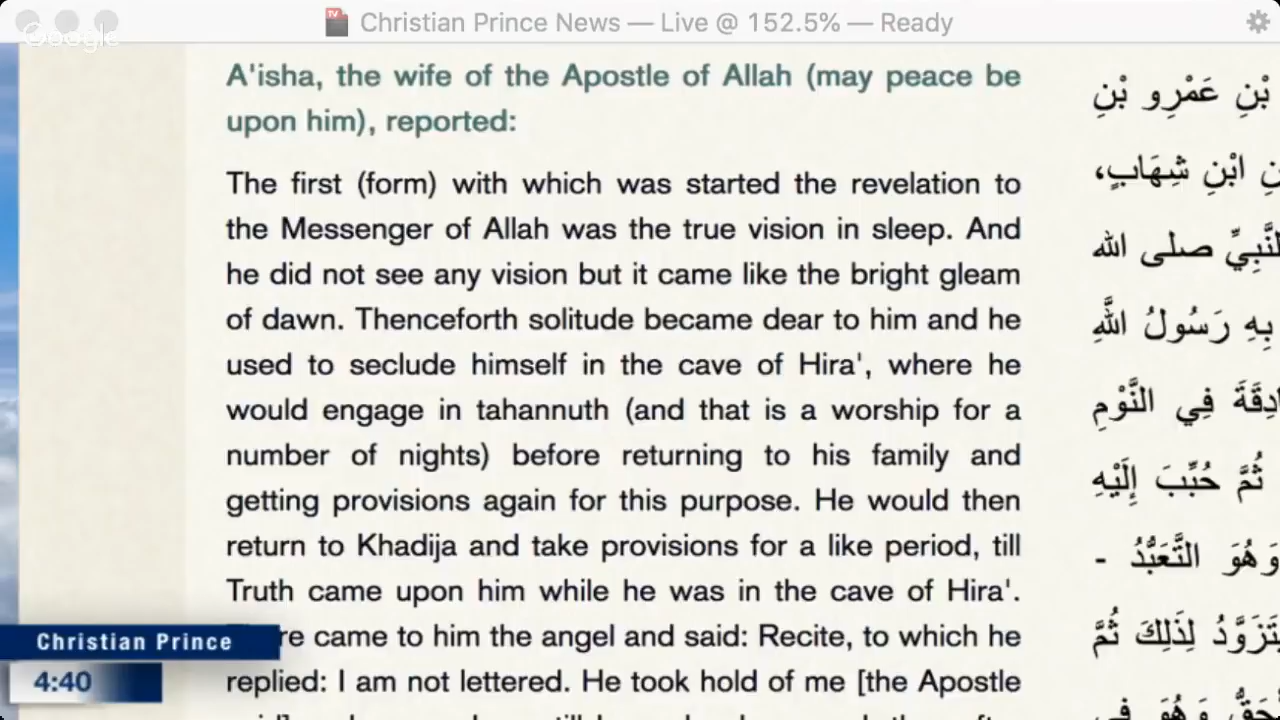 Christian Prince News — Live @ 152.5% — Ready
Google
A'isha, the wife of the Apostle of Allah (may peace be
upon him), reported:
The first (form) with which was started the revelation to
the Messenger of Allah was the true vision in sleep. And
he did not see any vision but it came like the bright gleam
of dawn. Thenceforth solitude became dear to him and he
used to seclude himself in the cave of Hira', where he
would engage in tahannuth (and that is a worship for a
number of nights) before returning to his family and
getting provisions again for this purpose. He would then
return to Khadija and take provisions for a like period, till
Truth came upon him while he was in the cave of Hira'.
came to him the angel and said: Recite, to which he
replied: I am not lettered. He took hold of me [the Apostle
بْنِ عَمْرِو بْنِ
ابْنِ شِهَابٍ،
صلى الله
بِهِ رَسُولُ اللَّهِ
فِي النَّوْمِ
ثُمَّ حُبِّبَ إِلَيْهِ
وَهُوَ التَّعَبُّدُ -
لِذَلِكَ ثُمَّ
وَهُوَ فِي
Christian Prince
4:40